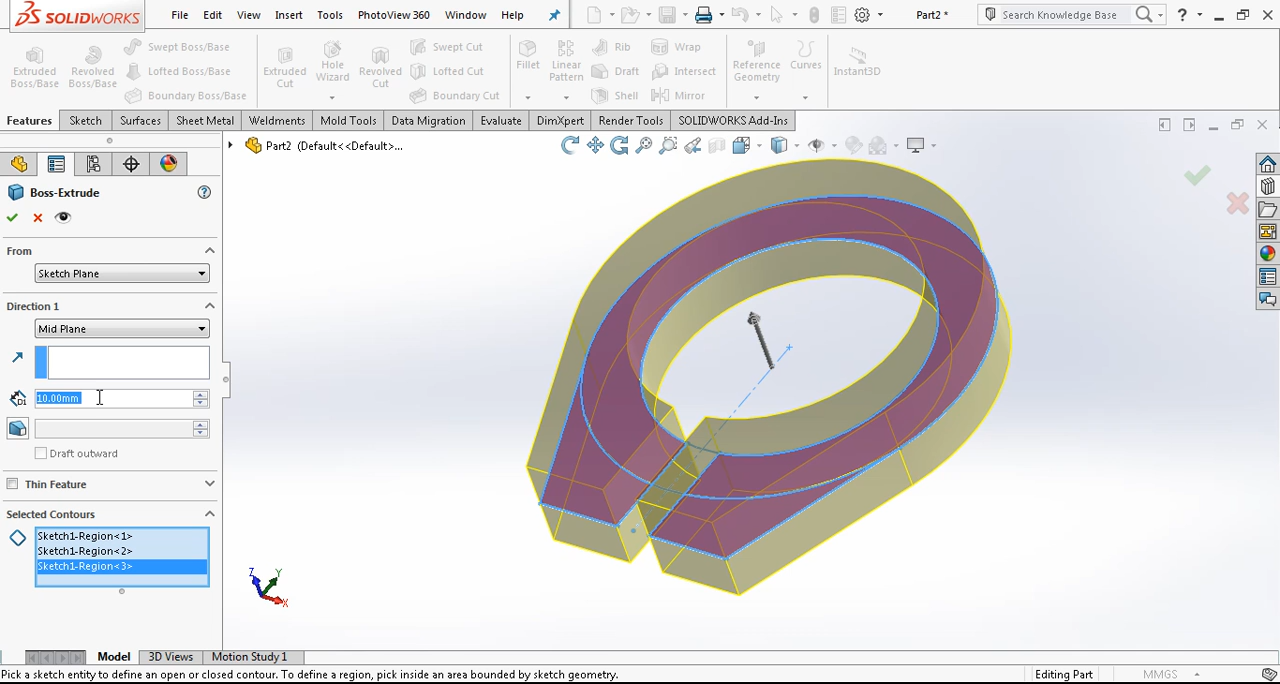 SOLIDWORKS
File Edit View Insert Tools PhotoView 360 Window Help
Part2 *
Search Knowledge Base
?
Extruded Boss/Base
Revolved Boss/Base
Swept Boss/Base
Lofted Boss/Base
Boundary Boss/Base
Extruded Cut
Hole Wizard
Revolved Cut
Swept Cut
Lofted Cut
Boundary Cut
Fillet
Linear Pattern
Rib
Draft
Shell
Wrap
Intersect
Mirror
Reference Geometry
Curves
Instant3D
Features Sketch Surfaces Sheet Metal Weldments Mold Tools Data Migration Evaluate DimXpert Render Tools SOLIDWORKS Add-Ins
Part2 (Default<<Default>...
Boss-Extrude
?
From
Sketch Plane
Direction 1
Mid Plane
D1
10.00mm
Draft outward
Thin Feature
Selected Contours
Sketch1-Region<1>
Sketch1-Region<2>
Sketch1-Region<3>
Z
Y
X
Model 3D Views Motion Study 1
Pick a sketch entity to define an open or closed contour. To define a region, pick inside an area bounded by sketch geometry.
Editing Part
MMGS